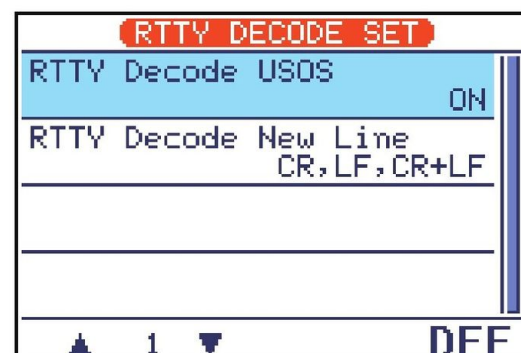 RTTY DECODE SET
RTTY Decode USOS
ON
RTTY Decode New Line
CR,LF,CR+LF
▲ 1 ▼ DEF